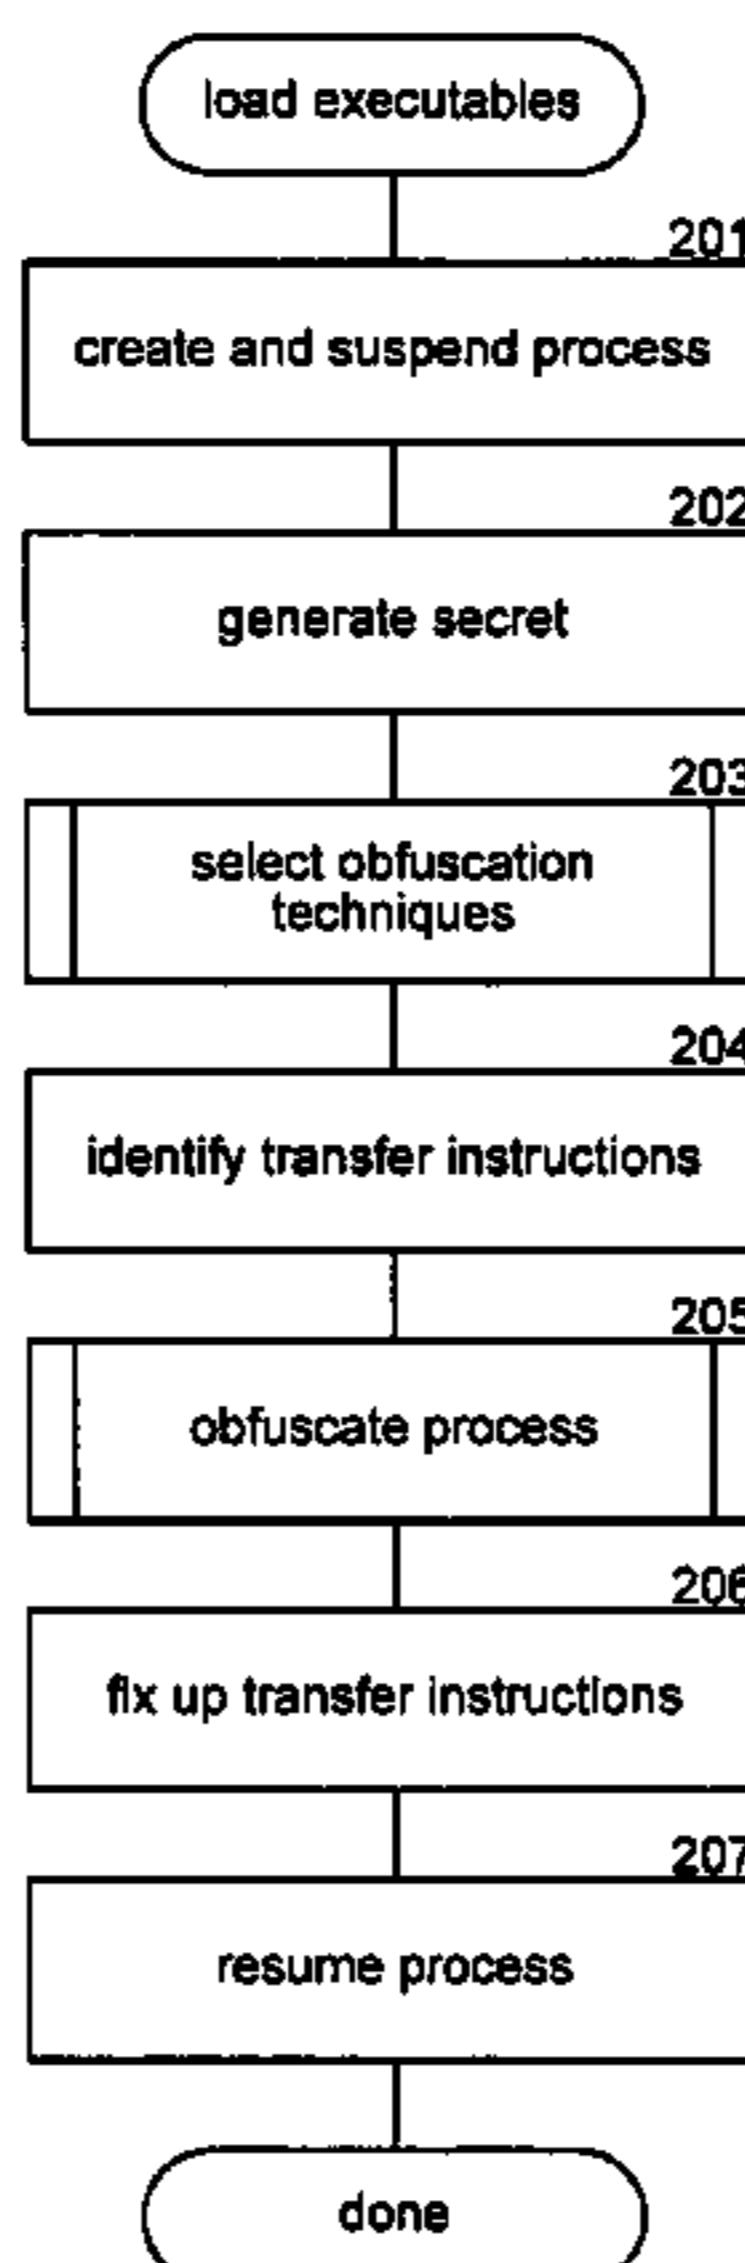 load executables
201
create and suspend process
202
generate secret
203
select obfuscation
techniques
204
identify transfer instructions
205
obfuscate process
206
fix up transfer instructions
207
resume process
done